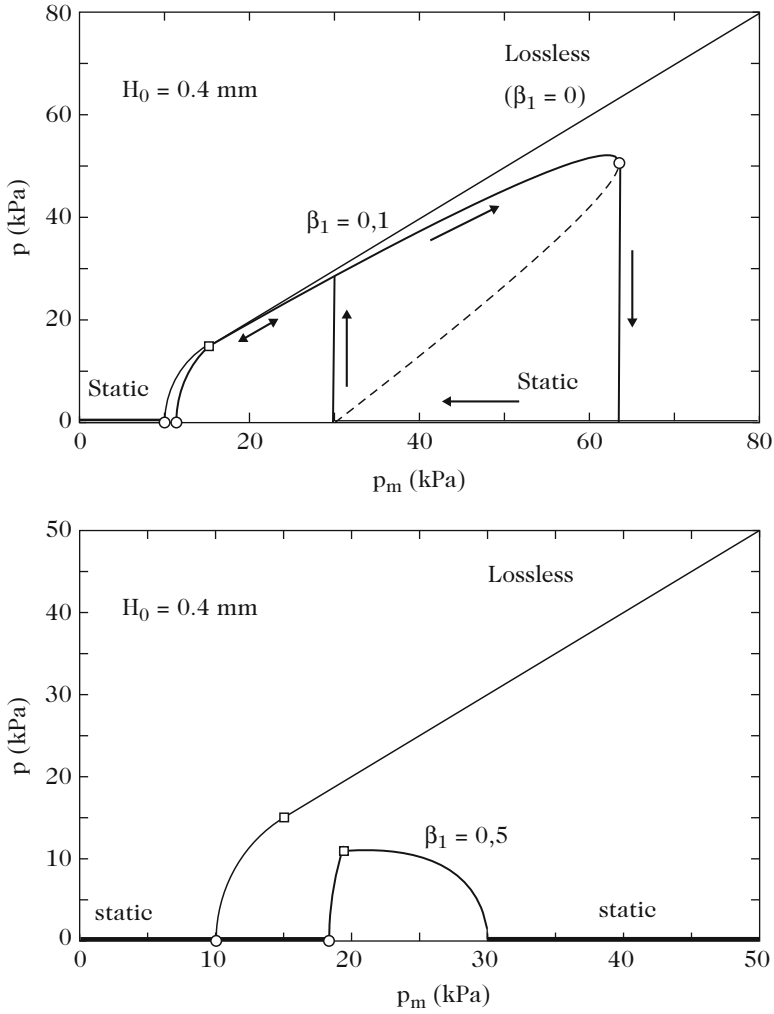 80
Lossless
H₀ = 0.4 mm
(β₁ = 0)
60
p (kPa)
40
β₁ = 0,1
20
Static
Static
0
0 20 40 60 80
pₘ (kPa)
50
Lossless
H₀ = 0.4 mm
40
30
p (kPa)
20
β₁ = 0,5
10
static
static
0
0 10 20 30 40 50
pₘ (kPa)